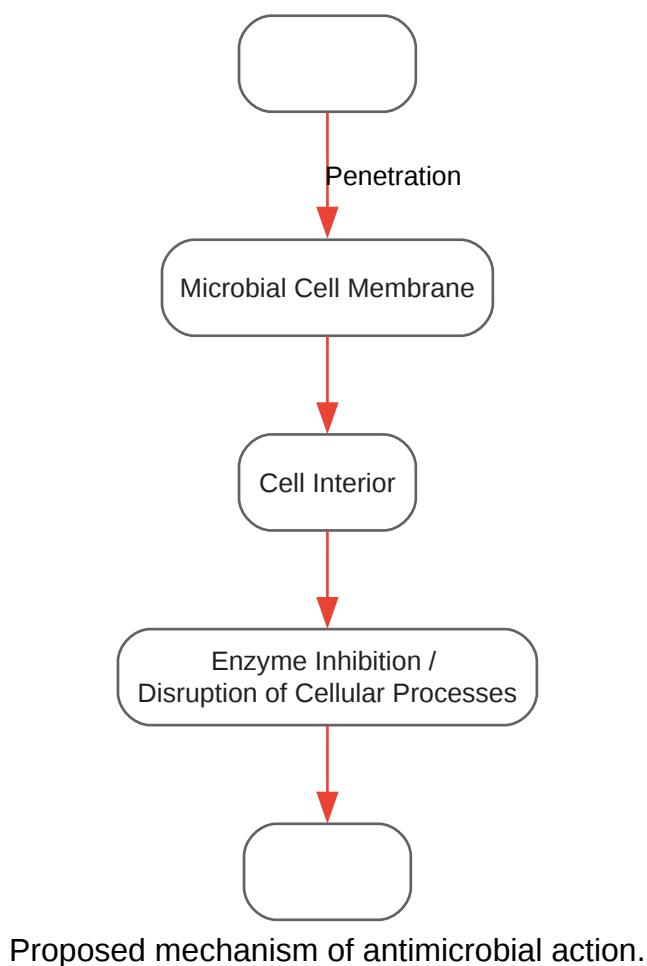 Penetration
Microbial Cell Membrane
Cell Interior
Enzyme Inhibition /
Disruption of Cellular Processes
Proposed mechanism of antimicrobial action.